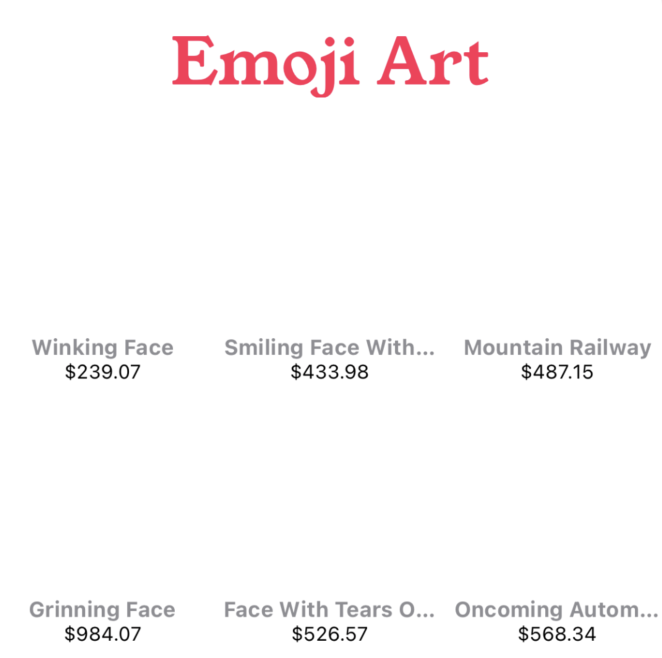 Emoji Art
Winking Face
Smiling Face With...
Mountain Railway
$239.07
$433.98
$487.15
Grinning Face
Face With Tears O...
Oncoming Autom...
$984.07
$526.57
$568.34